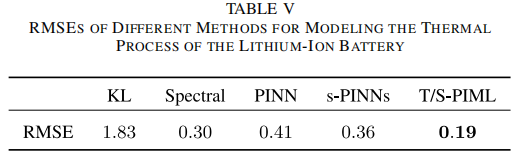 TABLE V
RMSES OF DIFFERENT METHODS FOR MODELING THE THERMAL
PROCESS OF THE LITHIUM-ION BATTERY
KL Spectral PINN s-PINNs T/S-PIML
RMSE 1.83 0.30 0.41 0.36 0.19